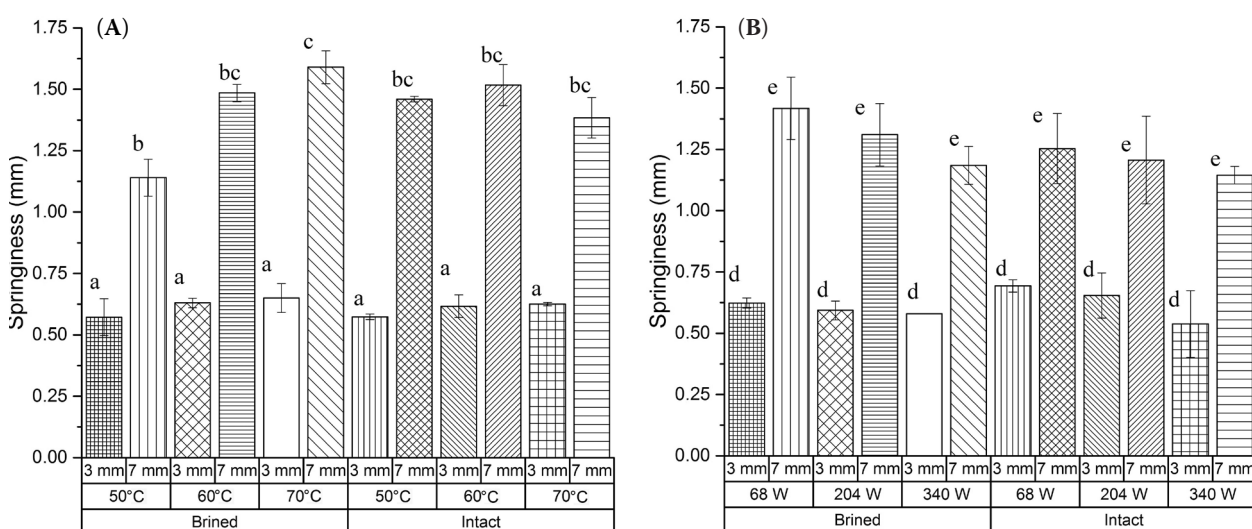 (A)
Springiness (mm)
1.75
1.50
1.25
1.00
0.75
0.50
0.25
0.00
a b a bc a c a bc a bc a bc
3 mm 7 mm 3 mm 7 mm 3 mm 7 mm 3 mm 7 mm 3 mm 7 mm 3 mm 7 mm
50°C 60°C 70°C 50°C 60°C 70°C
Brined Intact
(B)
Springiness (mm)
1.75
1.50
1.25
1.00
0.75
0.50
0.25
0.00
d e d e d e d e d e d e
3 mm 7 mm 3 mm 7 mm 3 mm 7 mm 3 mm 7 mm 3 mm 7 mm 3 mm 7 mm
68 W 204 W 340 W 68 W 204 W 340 W
Brined Intact